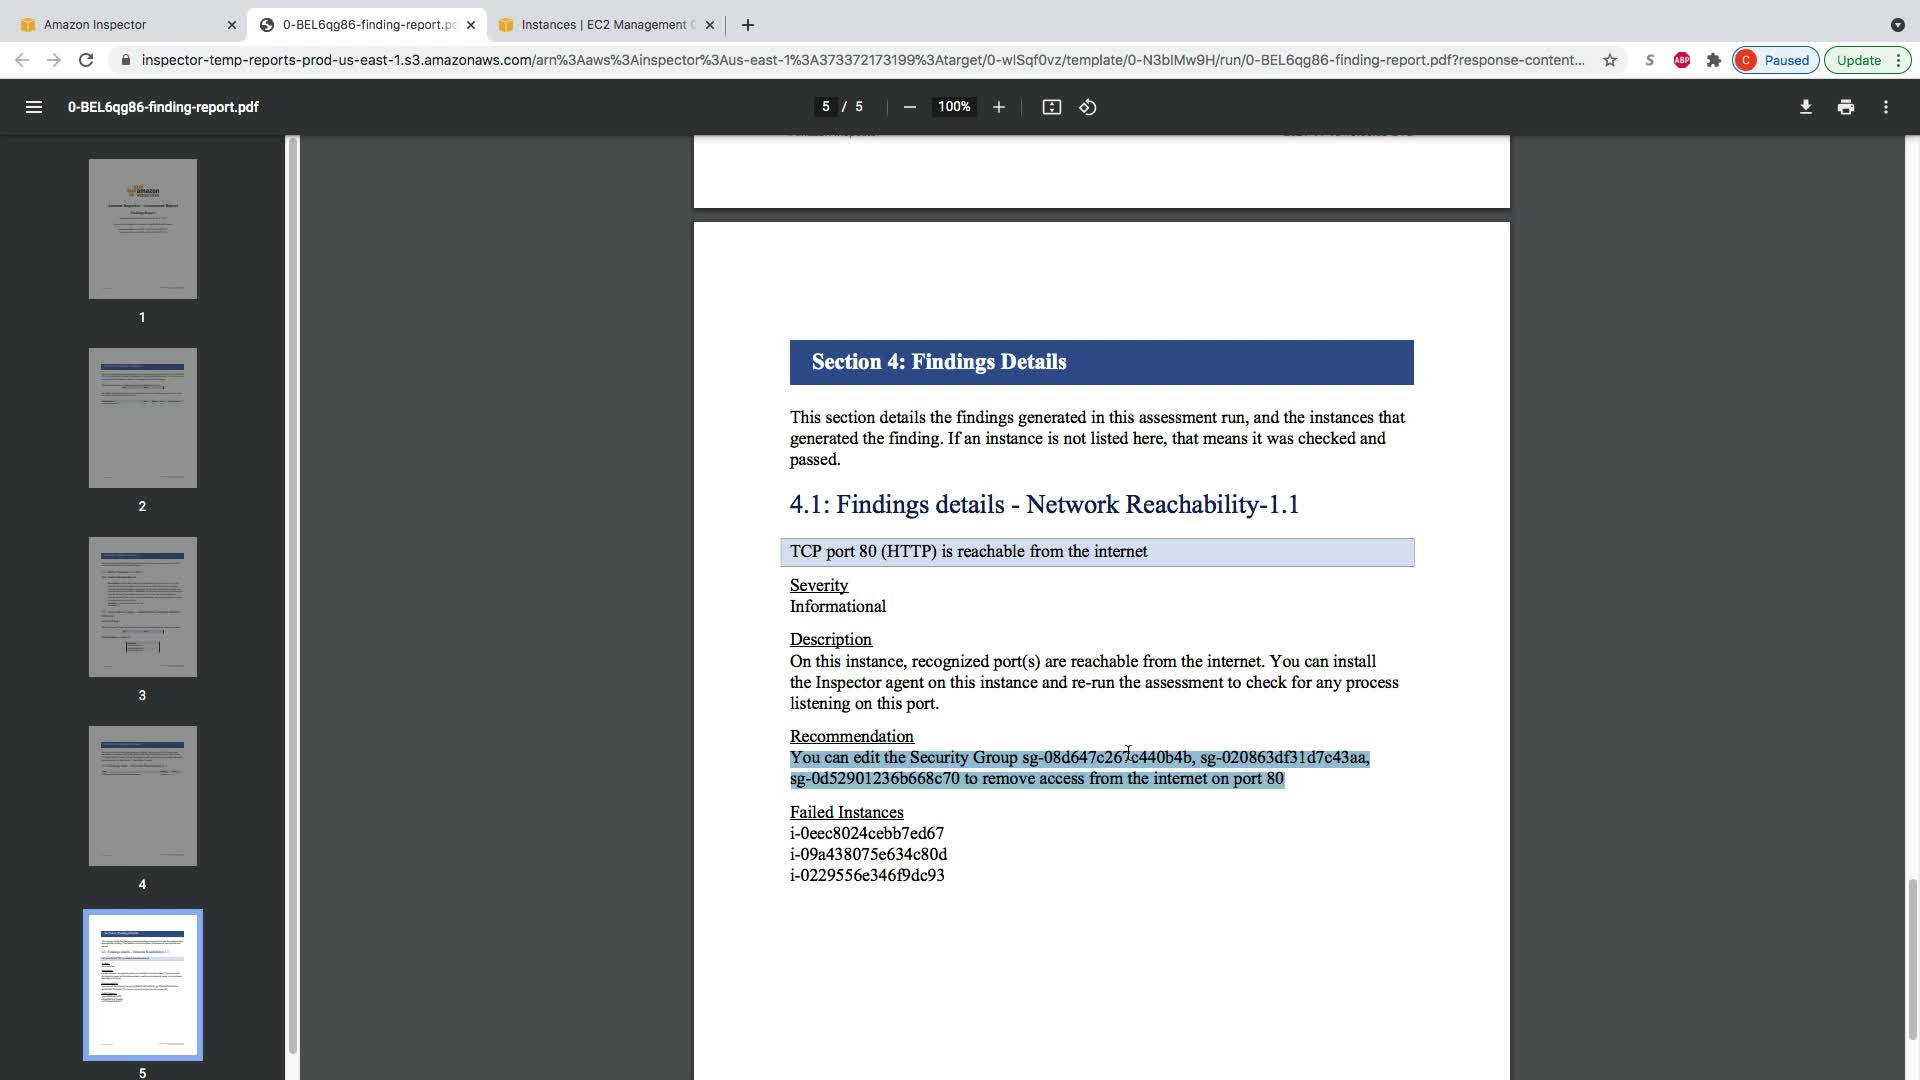 Amazon Inspector
0-BEL6qg86-finding-report.pd
Instances | EC2 Management C
inspector-temp-reports-prod-us-east-1.s3.amazonaws.com/arn%3Aaws%3Ainspector%3Aus-east-1%3A373372173199%3Atarget/0-wlSqf0vz/template/0-N3blMw9H/run/0-BEL6qg86-finding-report.pdf?response-content...
S
ABP
C
Paused
Update
0-BEL6qg86-finding-report.pdf
5 / 5
100%
amazon
1
2
3
4
5
Section 4: Findings Details
This section details the findings generated in this assessment run, and the instances that
generated the finding. If an instance is not listed here, that means it was checked and
passed.
4.1: Findings details - Network Reachability-1.1
TCP port 80 (HTTP) is reachable from the internet
Severity
Informational
Description
On this instance, recognized port(s) are reachable from the internet. You can install
the Inspector agent on this instance and re-run the assessment to check for any process
listening on this port.
Recommendation
You can edit the Security Group sg-08d647c267c440b4b, sg-020863df31d7c43aa,
sg-0d52901236b668c70 to remove access from the internet on port 80
Failed Instances
i-0eec8024cebb7ed67
i-09a438075e634c80d
i-0229556e346f9dc93